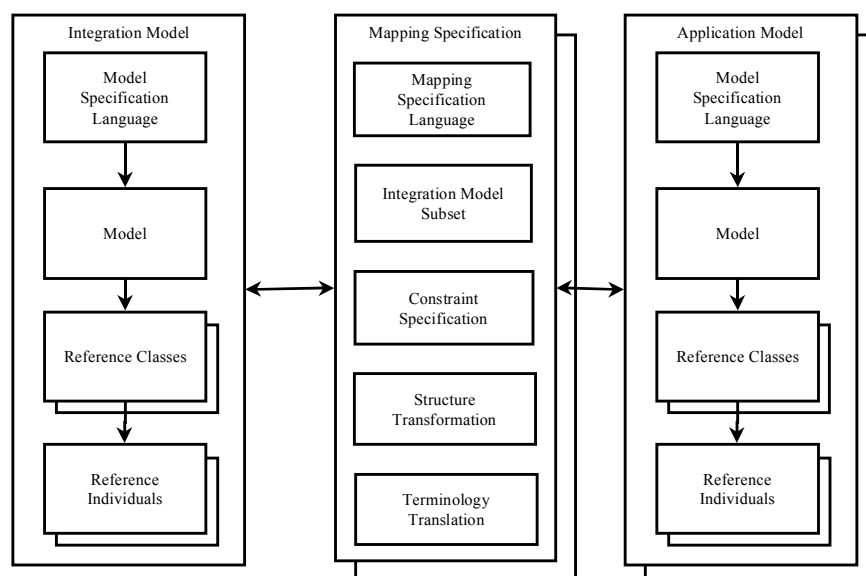 Integration Model
Model
Specification
Language
Model
Reference Classes
Reference
Individuals
Mapping Specification
Mapping
Specification
Language
Integration Model
Subset
Constraint
Specification
Structure
Transformation
Terminology
Translation
Application Model
Model
Specification
Language
Model
Reference Classes
Reference
Individuals